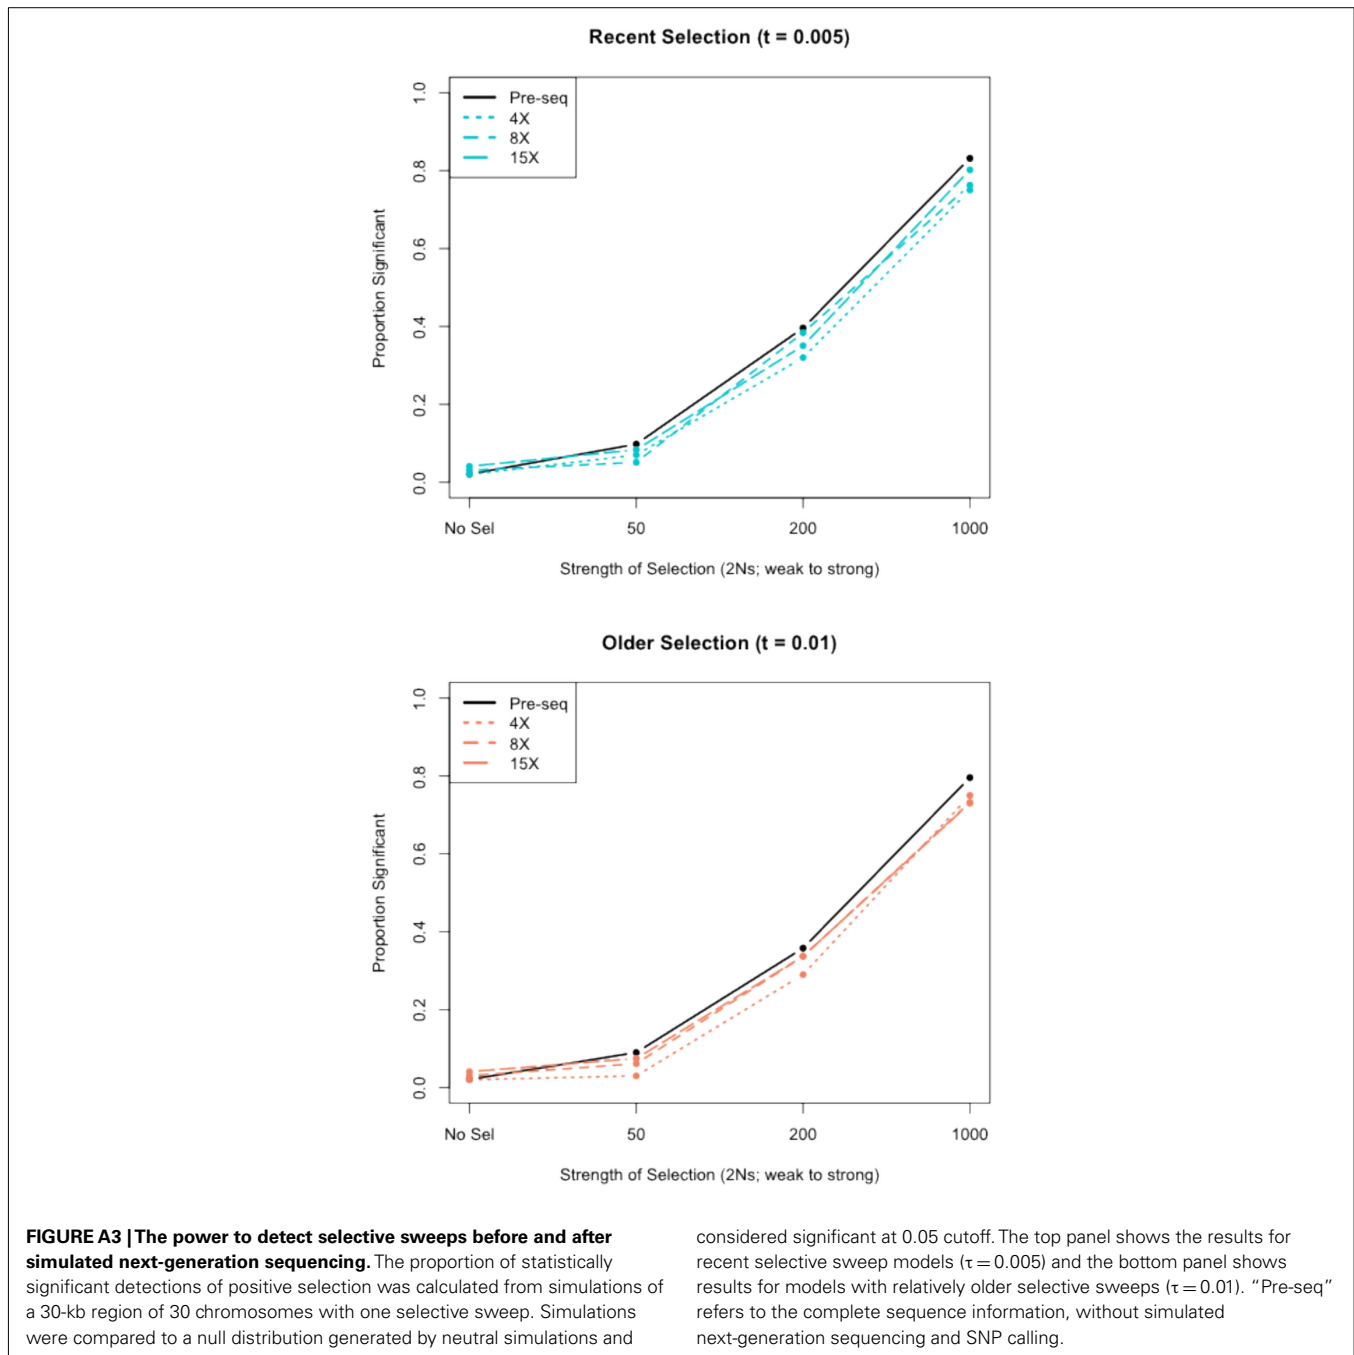 Recent Selection (t = 0.005)
Pre-seq
4X
8X
15X
1.0
0.8
0.6
0.4
0.2
0.0
Proportion Significant
No Sel 50 200 1000
Strength of Selection (2Ns; weak to strong)
Older Selection (t = 0.01)
Pre-seq
4X
8X
15X
1.0
0.8
0.6
0.4
0.2
0.0
Proportion Significant
No Sel 50 200 1000
Strength of Selection (2Ns; weak to strong)
FIGURE A3 | The power to detect selective sweeps before and after
simulated next-generation sequencing. The proportion of statistically
significant detections of positive selection was calculated from simulations of
a 30-kb region of 30 chromosomes with one selective sweep. Simulations
were compared to a null distribution generated by neutral simulations and
considered significant at 0.05 cutoff. The top panel shows the results for
recent selective sweep models (τ = 0.005) and the bottom panel shows
results for models with relatively older selective sweeps (τ = 0.01). “Pre-seq”
refers to the complete sequence information, without simulated
next-generation sequencing and SNP calling.